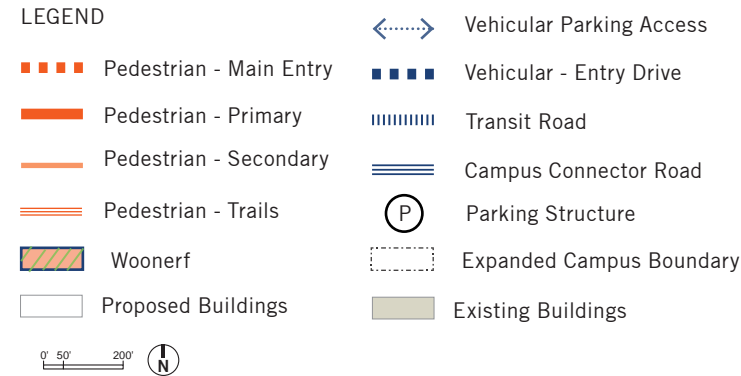 LEGEND
Pedestrian - Main Entry
Pedestrian - Primary
Pedestrian - Secondary
Pedestrian - Trails
Woonerf
Proposed Buildings
0' 50' 200'
N
Vehicular Parking Access
Vehicular - Entry Drive
Transit Road
Campus Connector Road
P Parking Structure
Expanded Campus Boundary
Existing Buildings